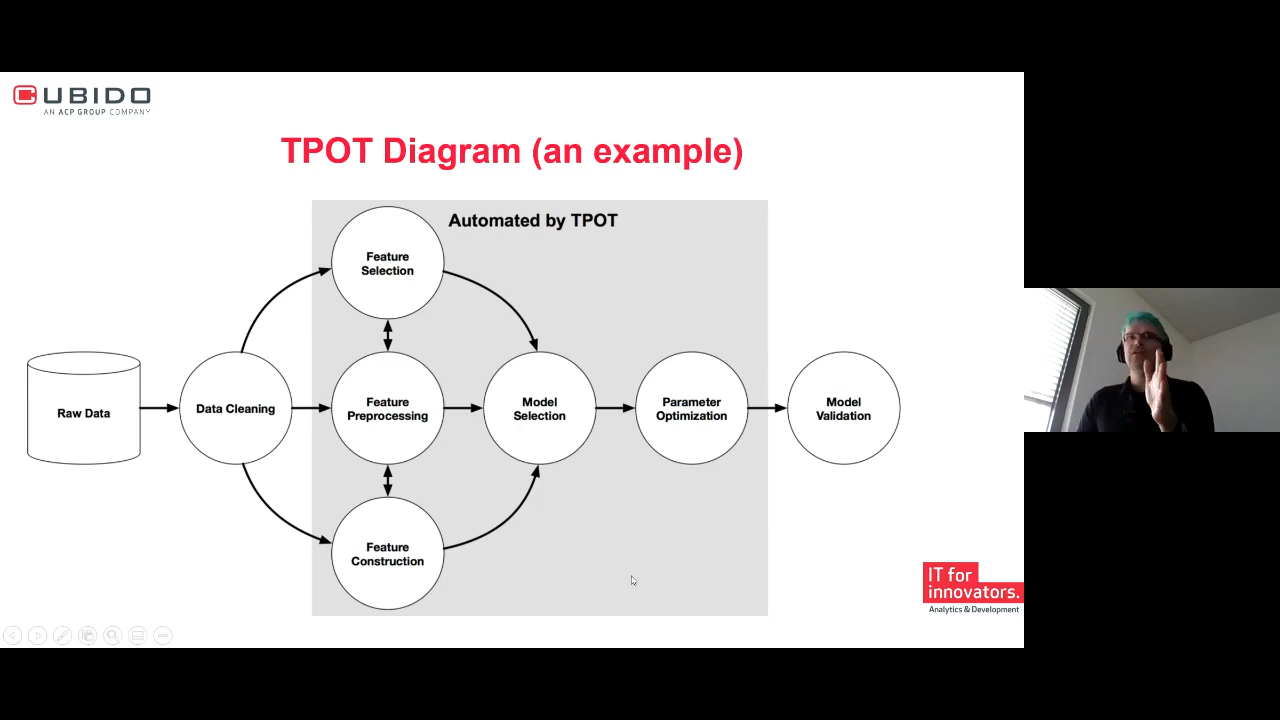 CUBIDO
AN ACP GROUP COMPANY
TPOT Diagram (an example)
Automated by TPOT
Feature
Selection
Raw Data
Data Cleaning
Feature
Preprocessing
Model
Selection
Parameter
Optimization
Model
Validation
Feature
Construction
IT for
innovators.
Analytics & Development